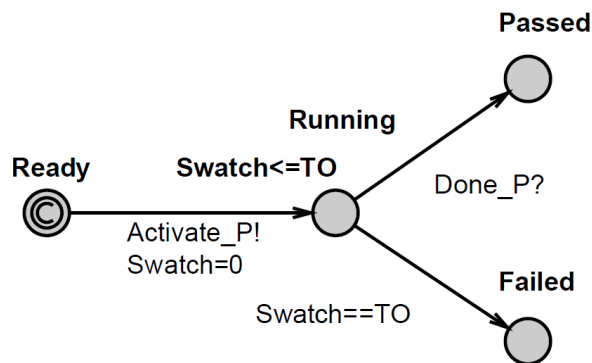 Passed
Running
Ready
Swatch<=TO
Done_P?
Activate_P!
Swatch=0
Failed
Swatch==TO
C